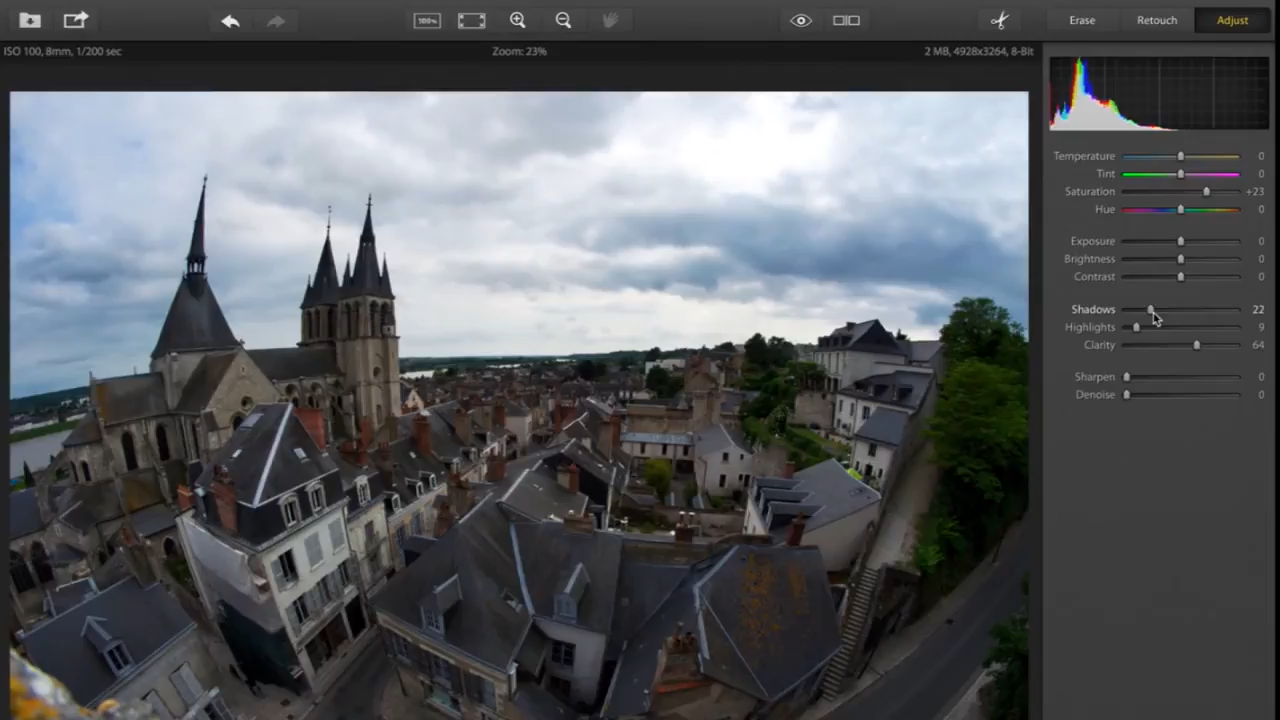 100%
Erase Retouch Adjust
ISO 100, 8mm, 1/200 sec Zoom: 23% 2 MB, 4928x3264, 8-Bit
Temperature 0
Tint 0
Saturation +23
Hue 0
Exposure 0
Brightness 0
Contrast 0
Shadows 22
Highlights 9
Clarity 64
Sharpen 0
Denoise 0